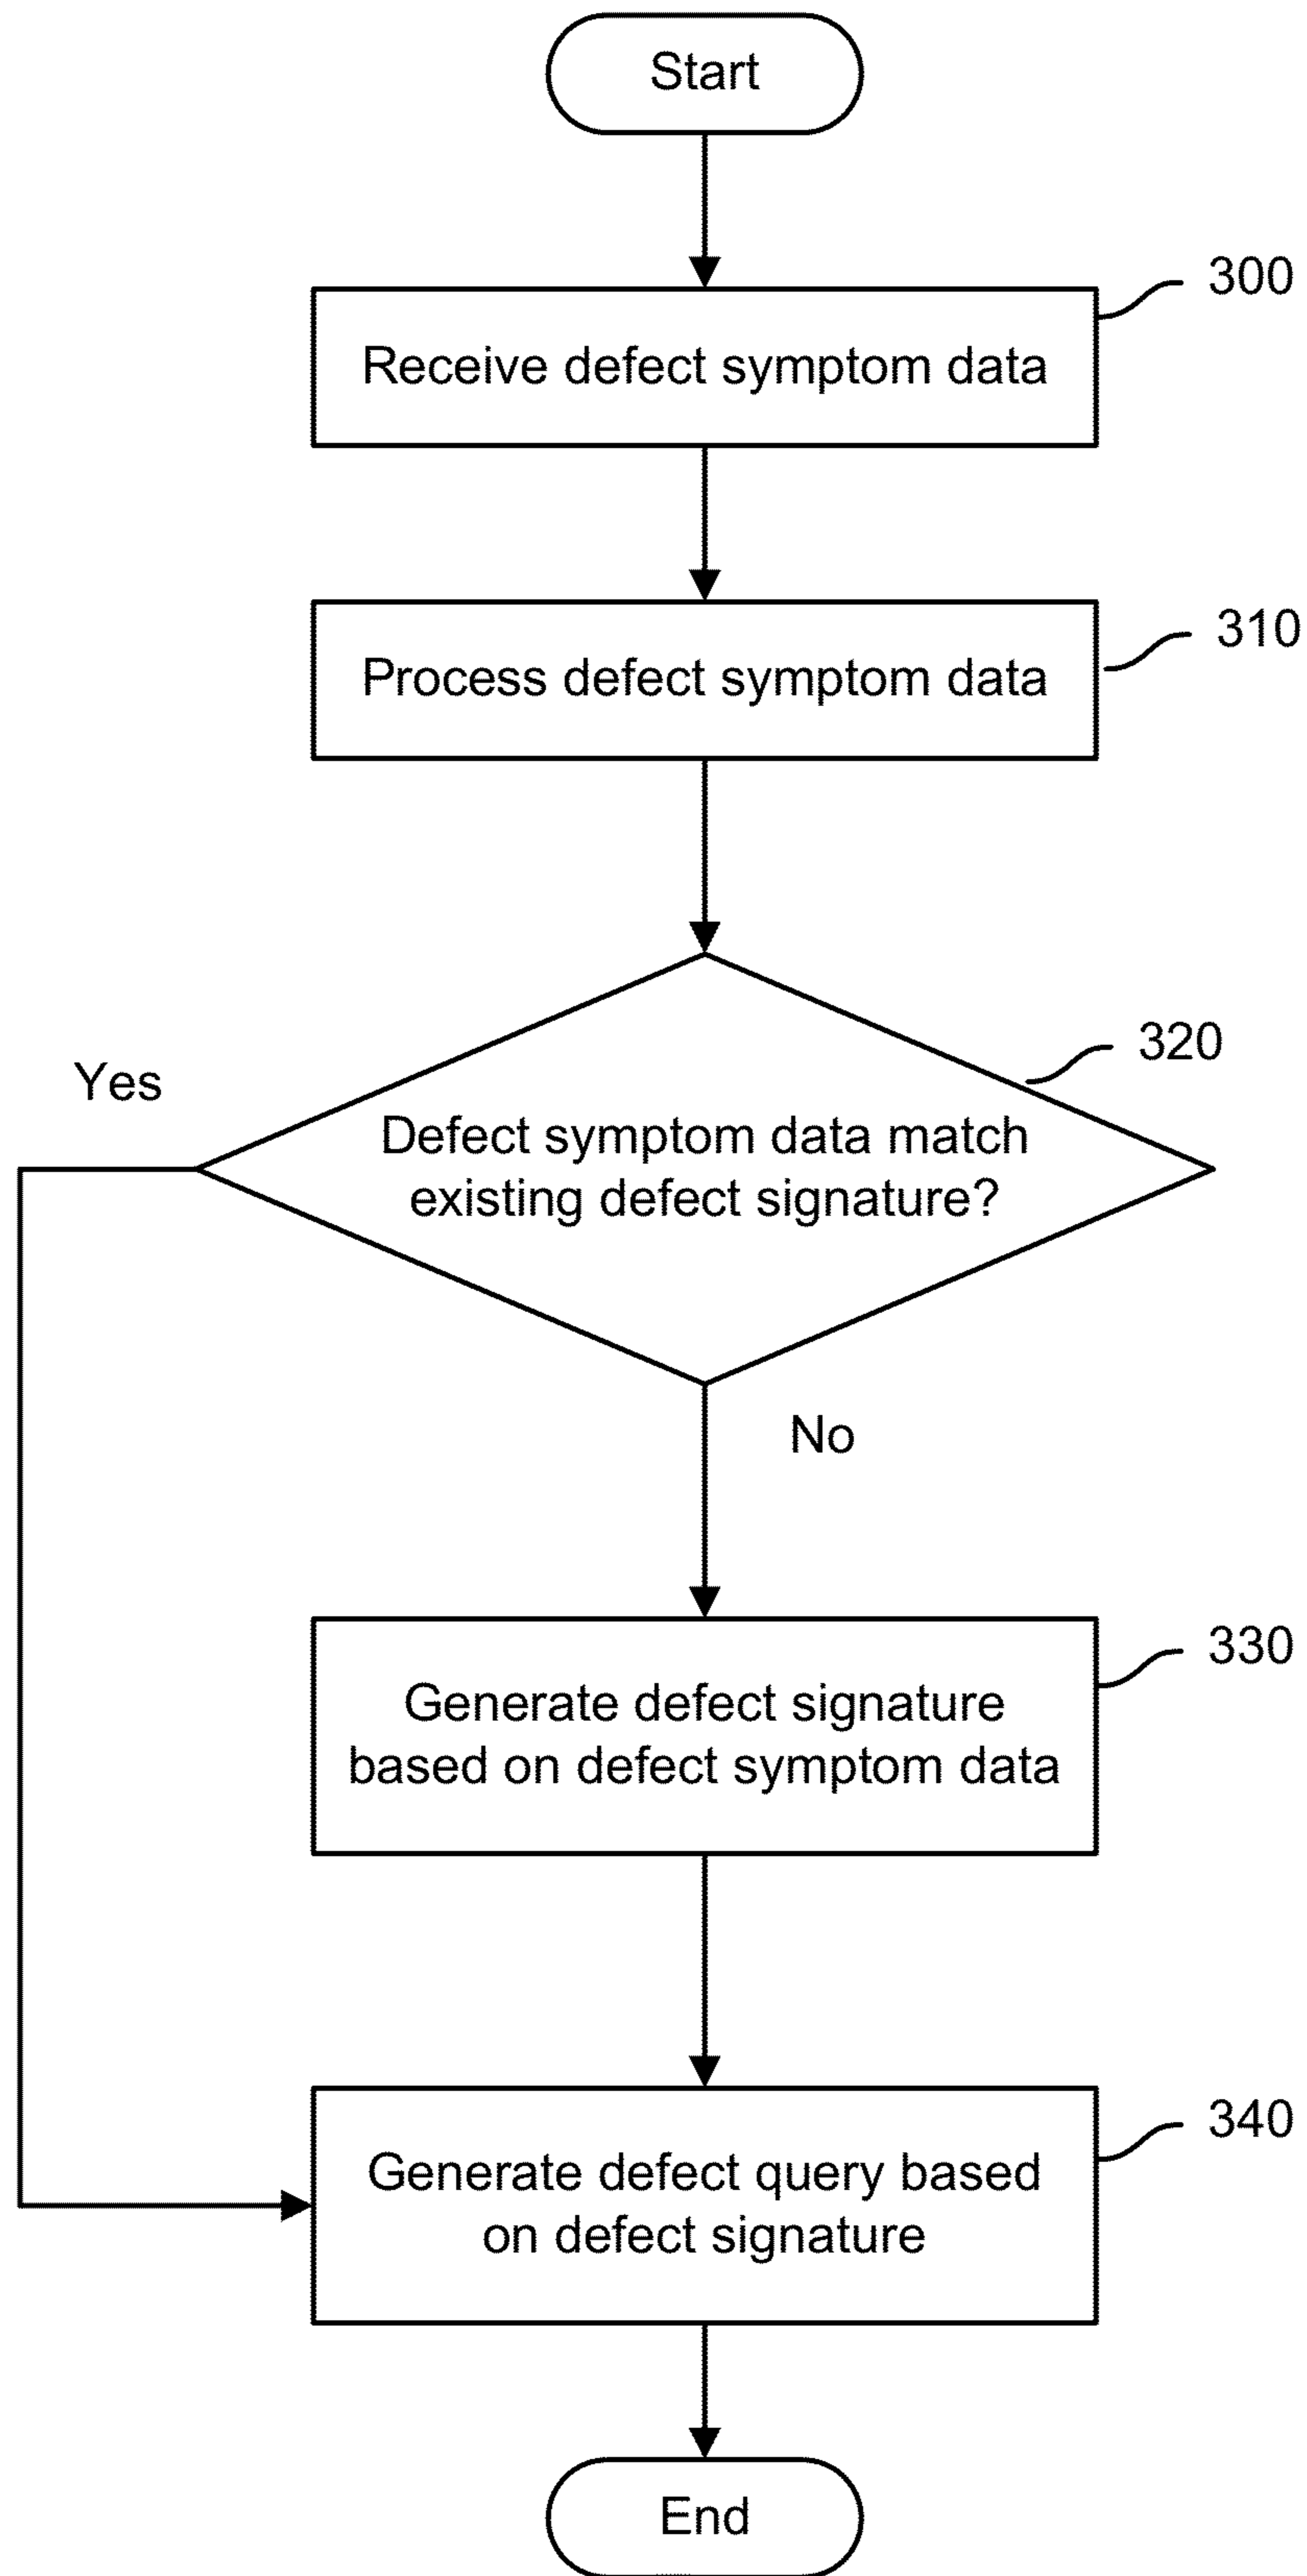 Start
300
Receive defect symptom data
310
Process defect symptom data
320
Yes
Defect symptom data match
existing defect signature?
No
330
Generate defect signature
based on defect symptom data
340
Generate defect query based
on defect signature
End